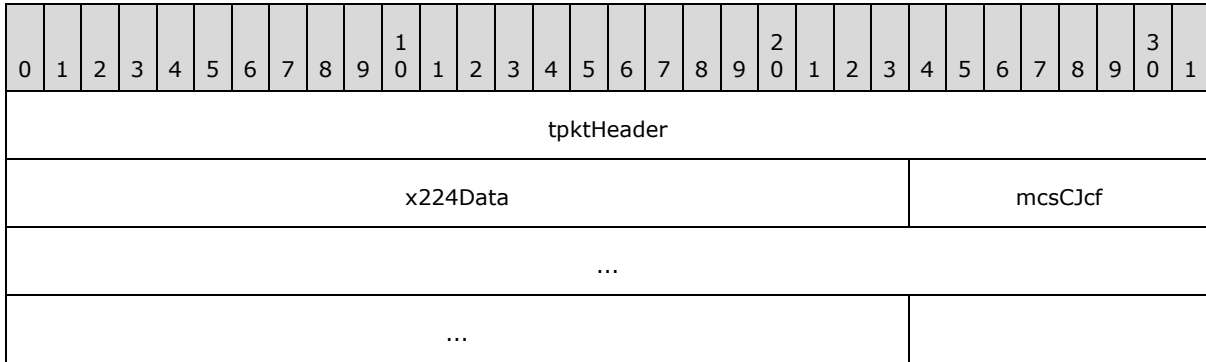 0 1 2 3 4 5 6 7 8 9 1 0 1 2 3 4 5 6 7 8 9 2 0 1 2 3 4 5 6 7 8 9 3 0 1
tpktHeader
x224Data mcsCJcf
...
...